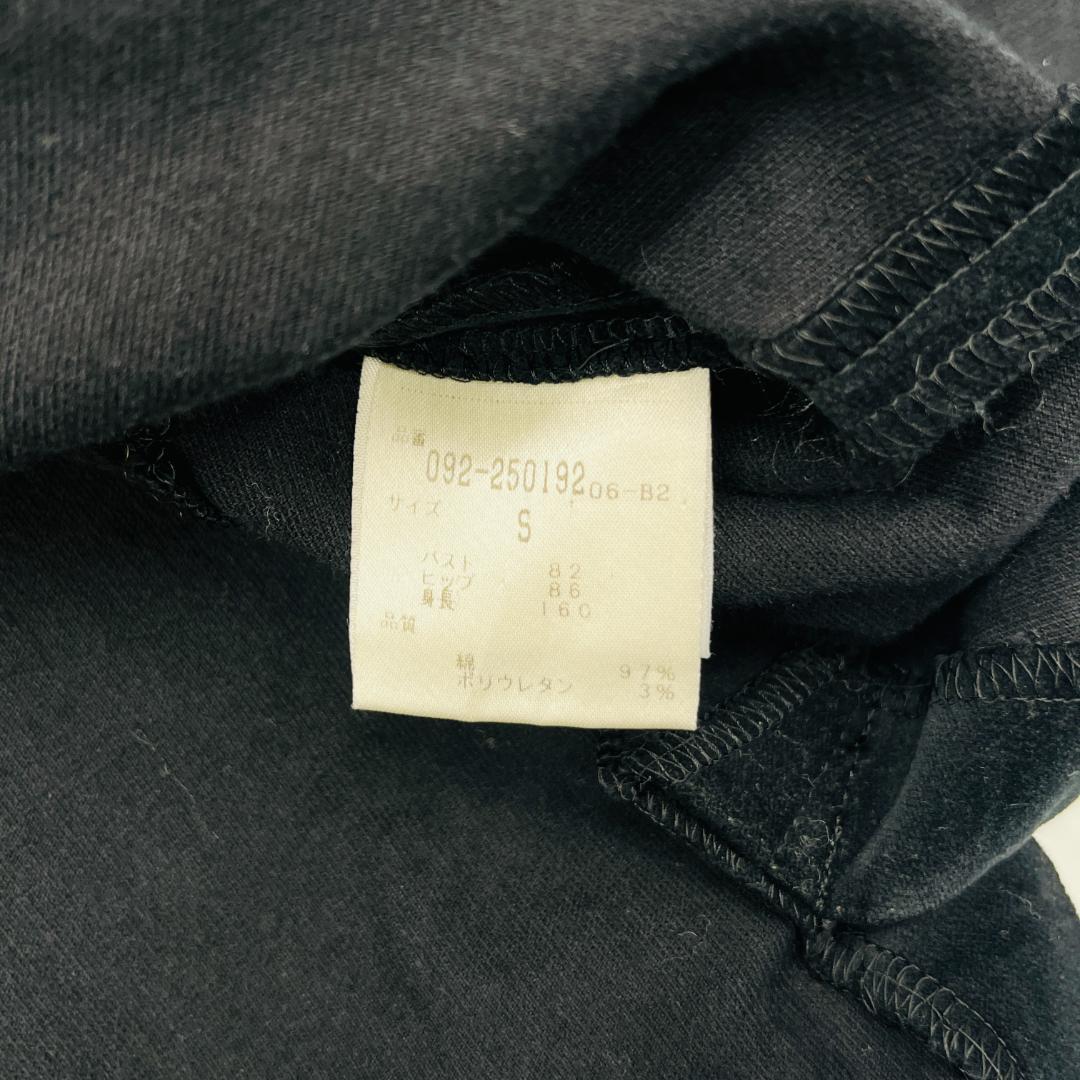 品番
092-250192 06-B2
サイズ
S
バスト 82
ヒップ 86
身長 160
品質
綿 97%
ポリウレタン 3%